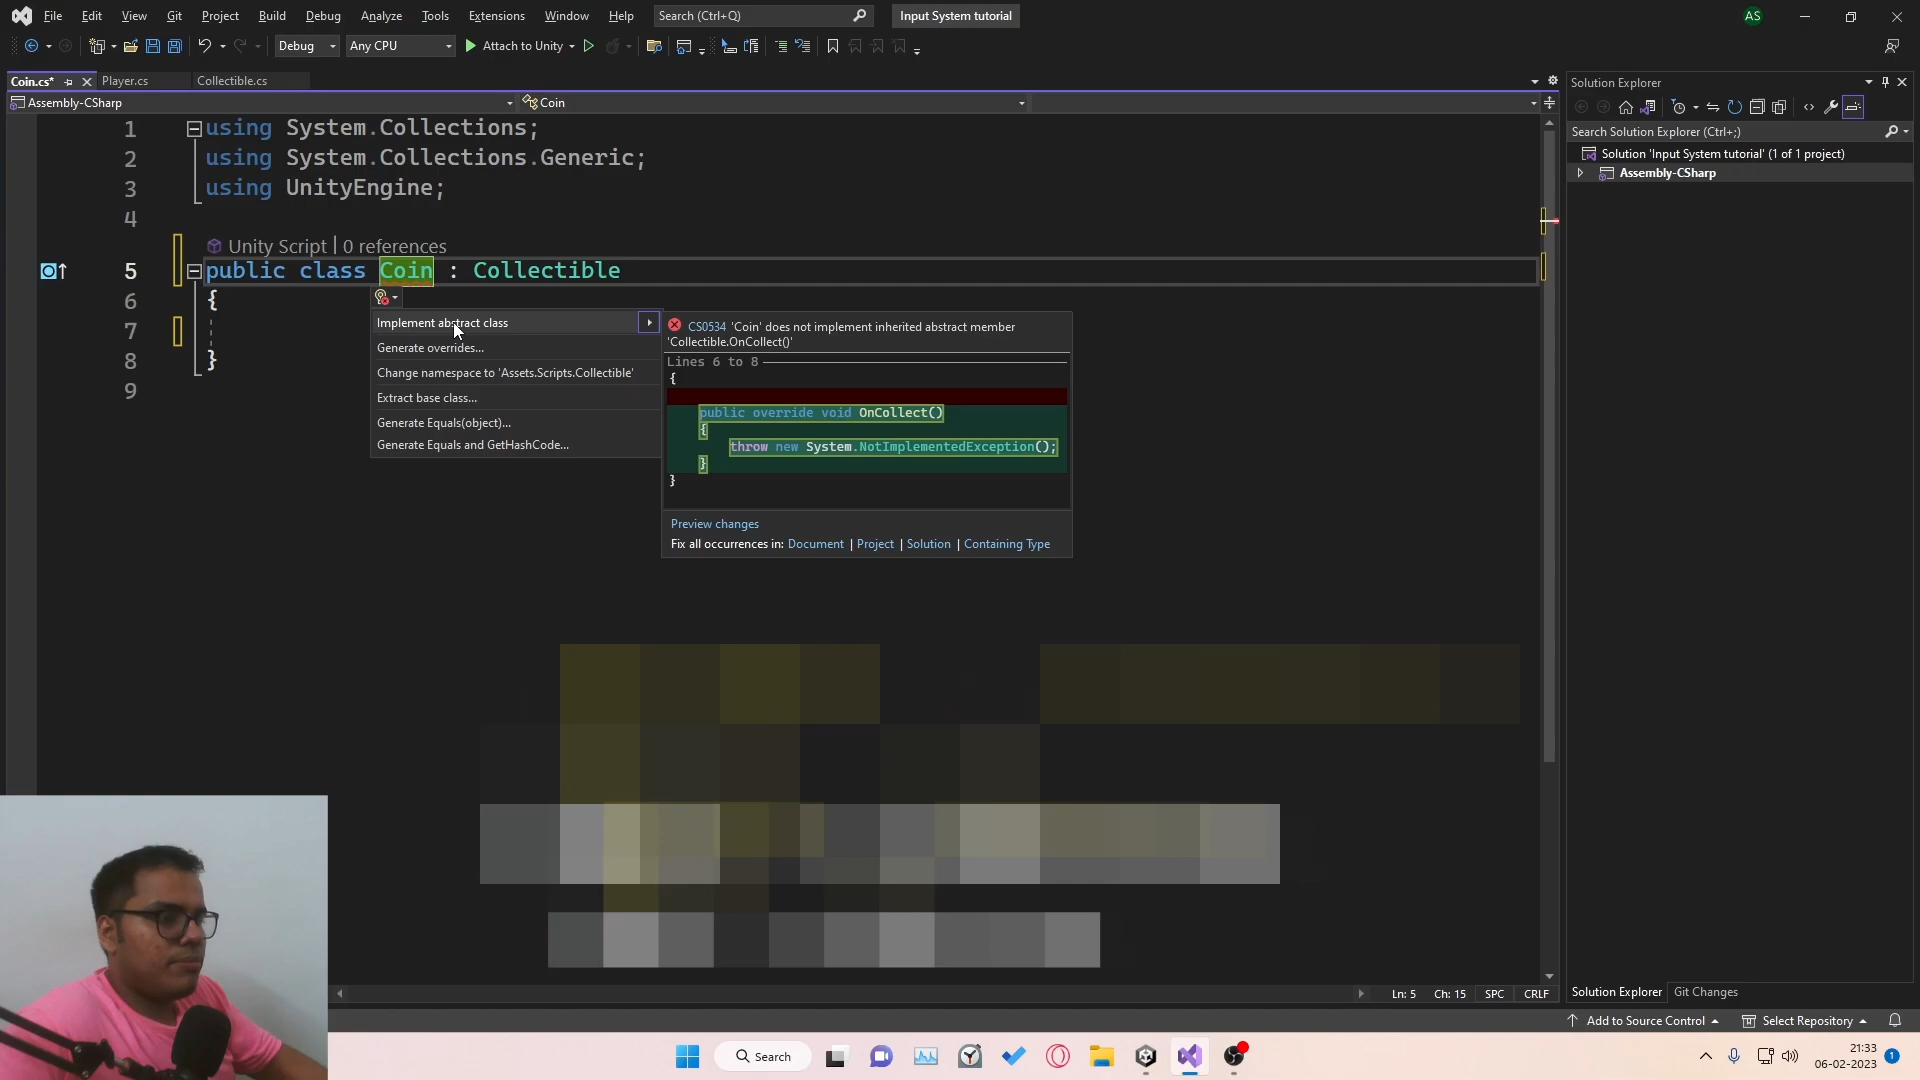 File Edit View Git Project Build Debug Analyze Tools Extensions Window Help Search (Ctrl+Q) Input System tutorial AS
Debug Any CPU Attach to Unity
Coin.cs* Player.cs Collectible.cs
Assembly-CSharp Coin
1 using System.Collections;
2 using System.Collections.Generic;
3 using UnityEngine;
4
Unity Script | 0 references
5 public class Coin : Collectible
6 {
7
8 }
9
Implement abstract class
Generate overrides...
Change namespace to 'Assets.Scripts.Collectible'
Extract base class...
Generate Equals(object)...
Generate Equals and GetHashCode...
CS0534 'Coin' does not implement inherited abstract member
'Collectible.OnCollect()'
Lines 6 to 8
{
public override void OnCollect()
{
throw new System.NotImplementedException();
}
}
Preview changes
Fix all occurrences in: Document | Project | Solution | Containing Type
Solution Explorer
Search Solution Explorer (Ctrl+;)
Solution 'Input System tutorial' (1 of 1 project)
Assembly-CSharp
Ln: 5 Ch: 15 SPC CRLF
Solution Explorer Git Changes
Add to Source Control Select Repository
Search
21:33
06-02-2023
1